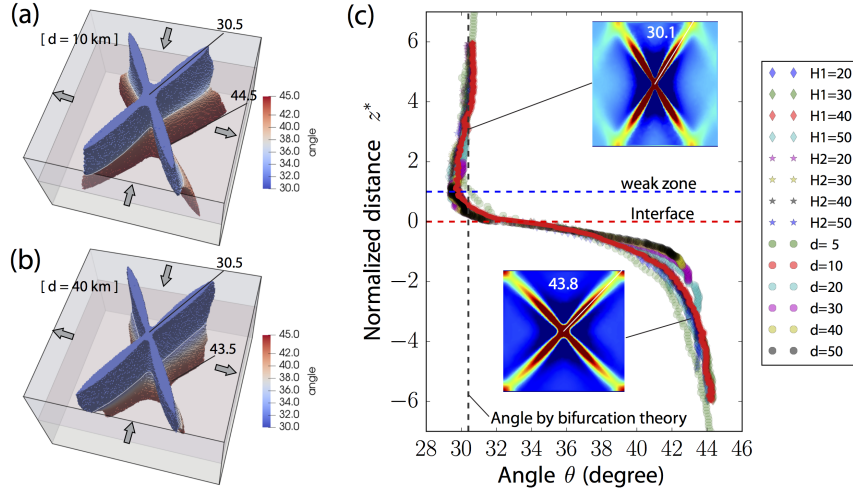 (a)
[ d = 10 km ]
30.5
44.5
45.0
42.0
40.0
38.0
36.0
34.0
32.0
30.0
angle
(b)
[ d = 40 km ]
30.5
43.5
45.0
42.0
40.0
38.0
36.0
34.0
32.0
30.0
angle
(c)
Normalized distance z*
6
4
2
0
−2
−4
−6
30.1
weak zone
Interface
43.8
Angle by bifurcation theory
28 30 32 34 36 38 40 42 44 46
Angle θ (degree)
H1=20
H1=30
H1=40
H1=50
H2=20
H2=30
H2=40
H2=50
d= 5
d=10
d=20
d=30
d=40
d=50